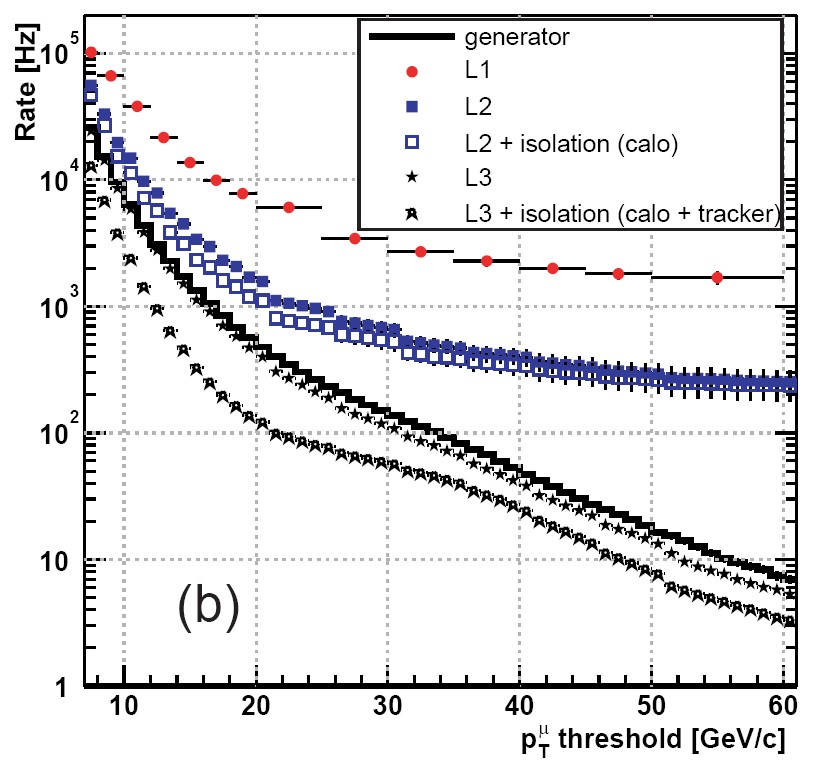 Rate [Hz]
10⁵
10⁴
10³
10²
10
1
generator
L1
L2
L2 + isolation (calo)
L3
L3 + isolation (calo + tracker)
(b)
10 20 30 40 50 60
p_T^μ threshold [GeV/c]